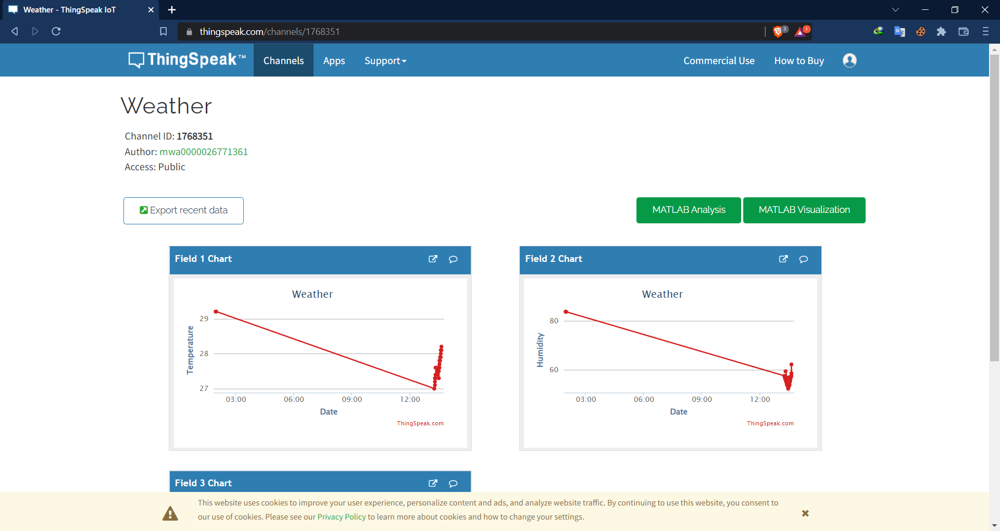 Weather - ThingSpeak IoT
thingspeak.com/channels/1768351
3
1
ThingSpeak™
Channels
Apps
Support
Commercial Use
How to Buy
Weather
Channel ID: 1768351
Author: mwa0000026771361
Access: Public
Export recent data
MATLAB Analysis
MATLAB Visualization
Field 1 Chart
Weather
Temperature
29
28
27
03:00
06:00
09:00
12:00
Date
ThingSpeak.com
Field 2 Chart
Weather
Humidity
80
60
03:00
06:00
09:00
12:00
Date
ThingSpeak.com
Field 3 Chart
This website uses cookies to improve your user experience, personalize content and ads, and analyze website traffic. By continuing to use this website, you consent to
our use of cookies. Please see our Privacy Policy to learn more about cookies and how to change your settings.